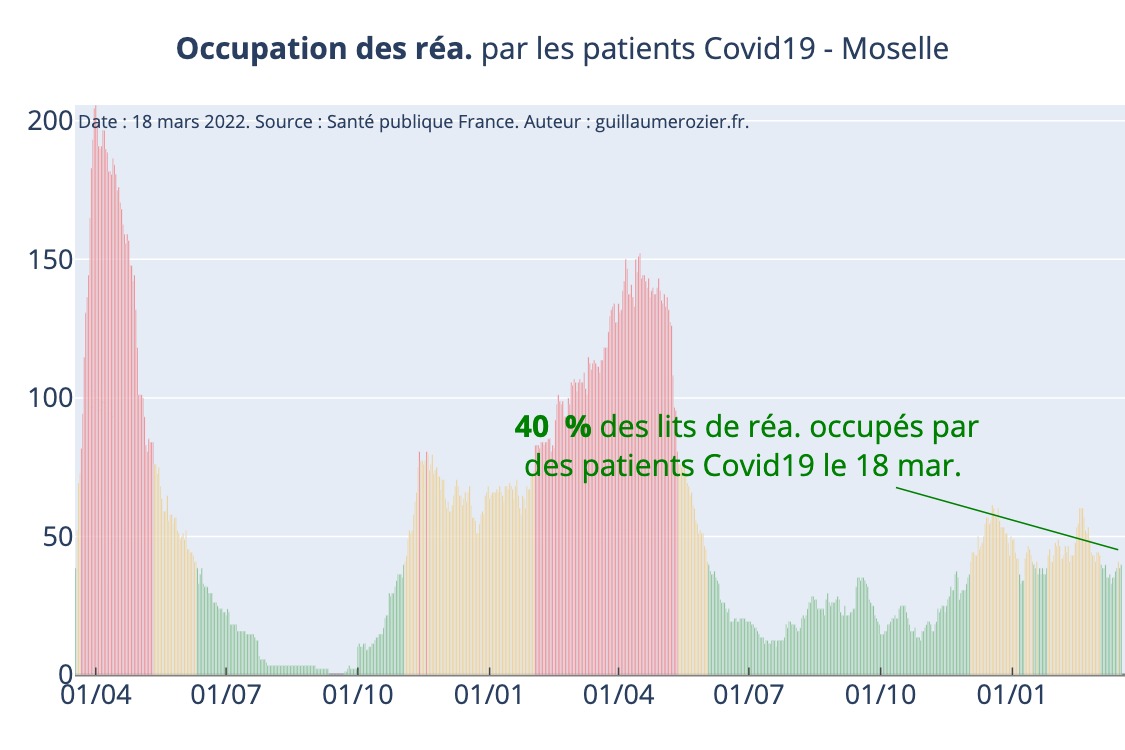 Occupation des réa. par les patients Covid19 - Moselle
200
Date : 18 mars 2022. Source : Santé publique France. Auteur : guillaumerozier.fr.
150
100
40 % des lits de réa. occupés par
des patients Covid19 le 18 mar.
50
0
01/04 01/07 01/10 01/01 01/04 01/07 01/10 01/01